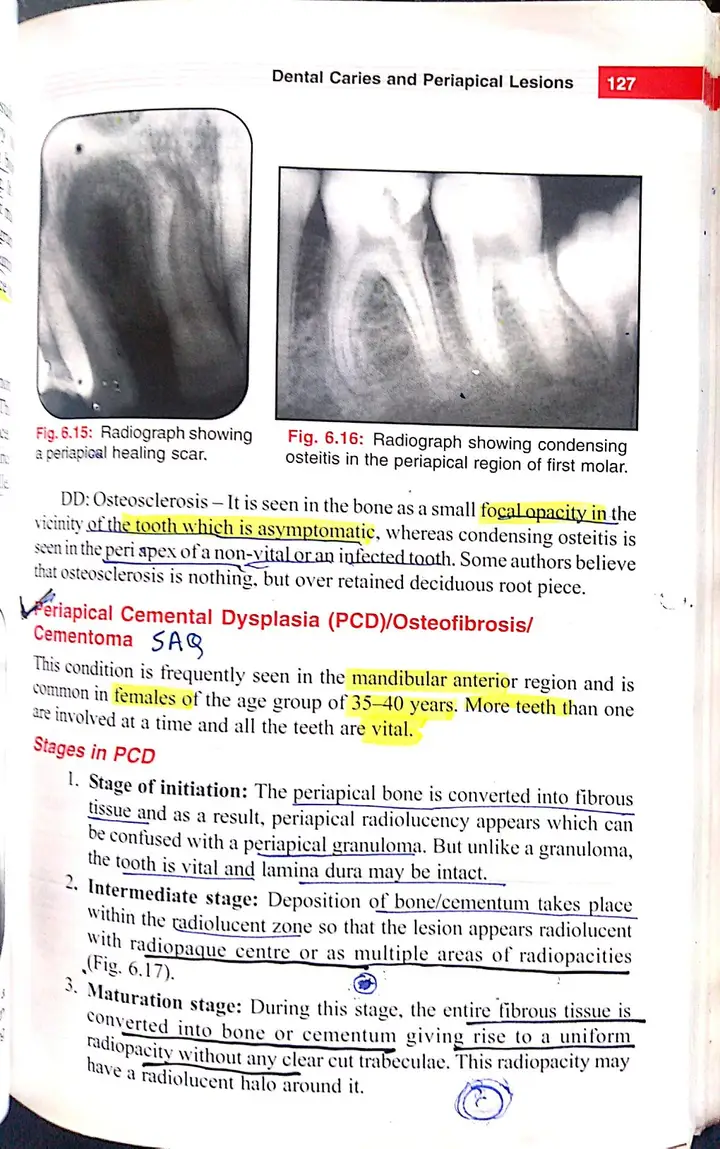 Dental Caries and Periapical Lesions 127
Fig. 6.15: Radiograph showing
a periapical healing scar.
Fig. 6.16: Radiograph showing condensing
osteitis in the periapical region of first molar.
DD: Osteosclerosis – It is seen in the bone as a small focal opacity in the
vicinity of the tooth which is asymptomatic, whereas condensing osteitis is
seen in the peri apex of a non-vital or an infected tooth. Some authors believe
that osteosclerosis is nothing, but over retained deciduous root piece.
Periapical Cemental Dysplasia (PCD)/Osteofibrosis/
Cementoma SAQ
This condition is frequently seen in the mandibular anterior region and is
common in females of the age group of 35–40 years. More teeth than one
are involved at a time and all the teeth are vital.
Stages in PCD
1. Stage of initiation: The periapical bone is converted into fibrous
tissue and as a result, periapical radiolucency appears which can
be confused with a periapical granuloma. But unlike a granuloma,
the tooth is vital and lamina dura may be intact.
2. Intermediate stage: Deposition of bone/cementum takes place
within the radiolucent zone so that the lesion appears radiolucent
with radiopaque centre or as multiple areas of radiopacities
(Fig. 6.17).
3. Maturation stage: During this stage, the entire fibrous tissue is
converted into bone or cementum giving rise to a uniform
radiopacity without any clear cut trabeculae. This radiopacity may
have a radiolucent halo around it.